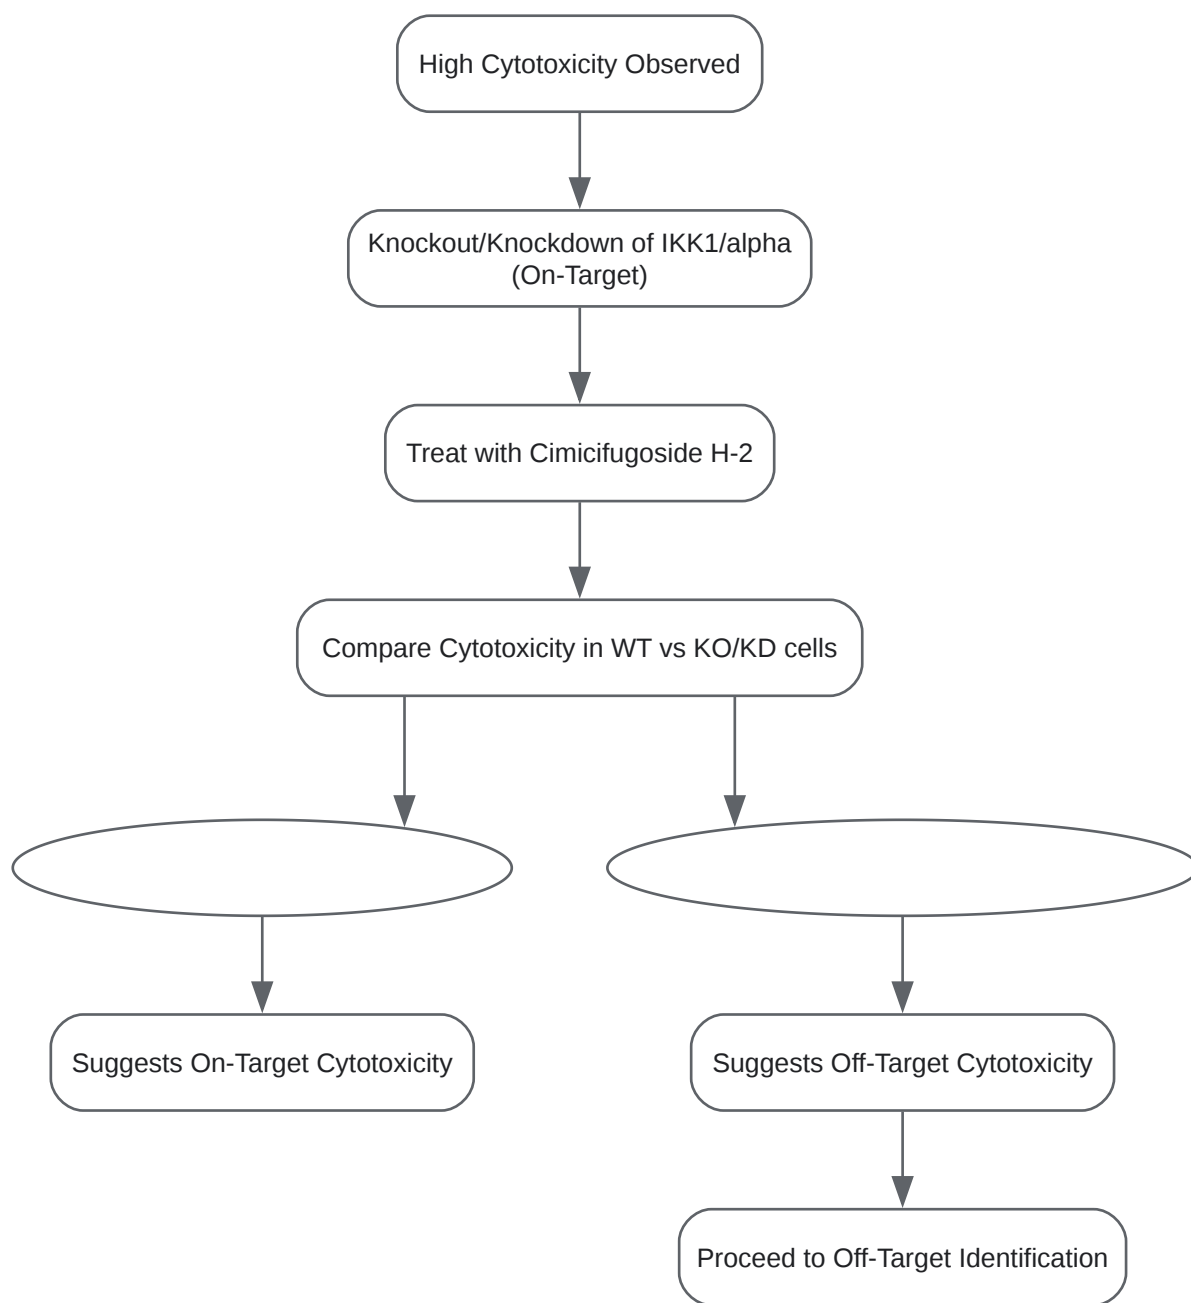 High Cytotoxicity Observed
Knockout/Knockdown of IKK1/alpha
(On-Target)
Treat with Cimicifugoside H-2
Compare Cytotoxicity in WT vs KO/KD cells
Suggests On-Target Cytotoxicity
Suggests Off-Target Cytotoxicity
Proceed to Off-Target Identification